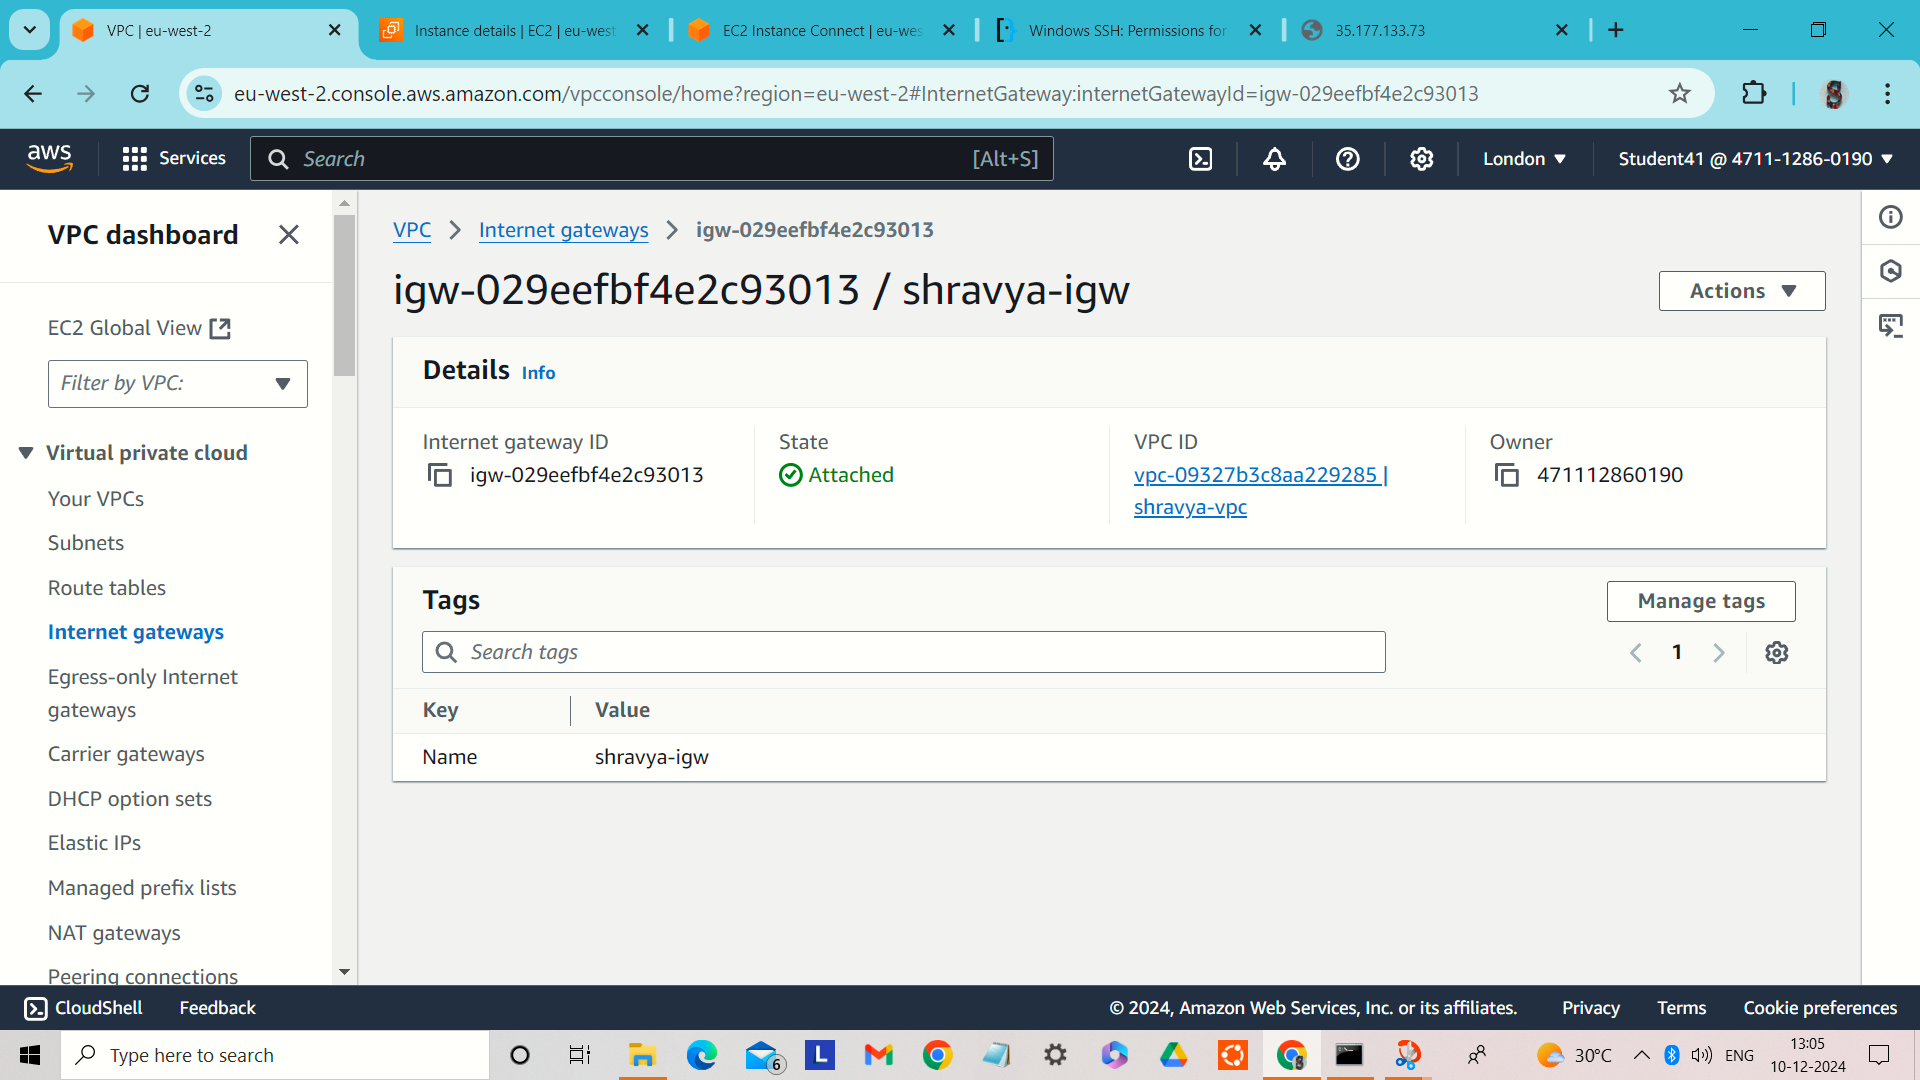 VPC | eu-west-2
Instance details | EC2 | eu-west
EC2 Instance Connect | eu-wes
Windows SSH: Permissions for
35.177.133.73
eu-west-2.console.aws.amazon.com/vpcconsole/home?region=eu-west-2#InternetGateway:internetGatewayId=igw-029eefbf4e2c93013
aws
Services
Search
[Alt+S]
London
Student41 @ 4711-1286-0190
VPC dashboard
EC2 Global View
Filter by VPC:
Virtual private cloud
Your VPCs
Subnets
Route tables
Internet gateways
Egress-only Internet
gateways
Carrier gateways
DHCP option sets
Elastic IPs
Managed prefix lists
NAT gateways
Peering connections
VPC
Internet gateways
igw-029eefbf4e2c93013
igw-029eefbf4e2c93013 / shravya-igw
Actions
Details Info
Internet gateway ID
igw-029eefbf4e2c93013
State
Attached
VPC ID
vpc-09327b3c8aa229285 |
shravya-vpc
Owner
471112860190
Tags
Manage tags
Search tags
1
Key
Value
Name
shravya-igw
CloudShell
Feedback
© 2024, Amazon Web Services, Inc. or its affiliates.
Privacy
Terms
Cookie preferences
Type here to search
6
L
30°C
ENG
13:05
10-12-2024